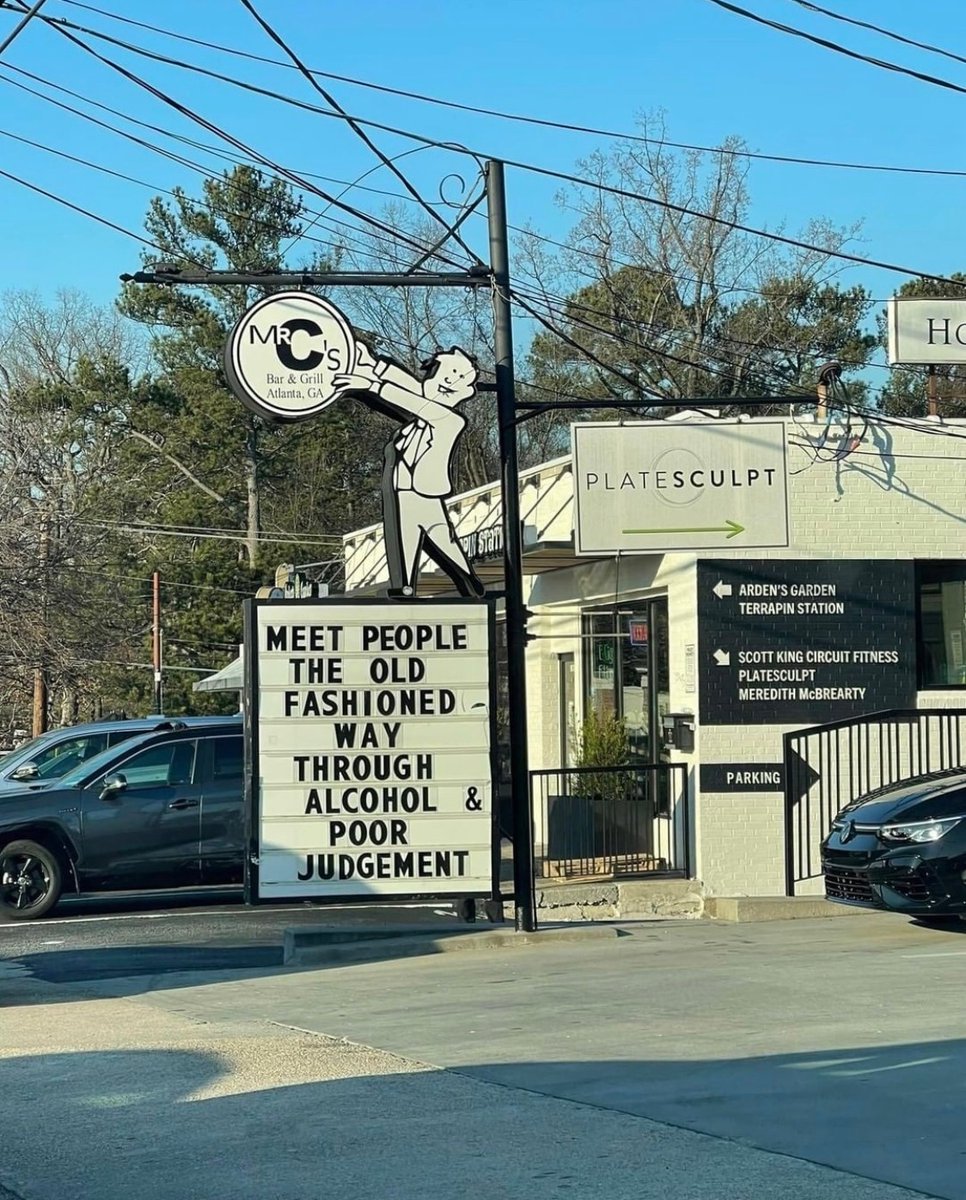 MR C'S
Bar & Grill
Atlanta, GA
MEET PEOPLE
THE OLD
FASHIONED
WAY
THROUGH
ALCOHOL &
POOR
JUDGEMENT
PLATESCULPT
ARDEN'S GARDEN
TERRAPIN STATION
SCOTT KING CIRCUIT FITNESS
PLATESCULPT
MEREDITH McBREARTY
PARKING